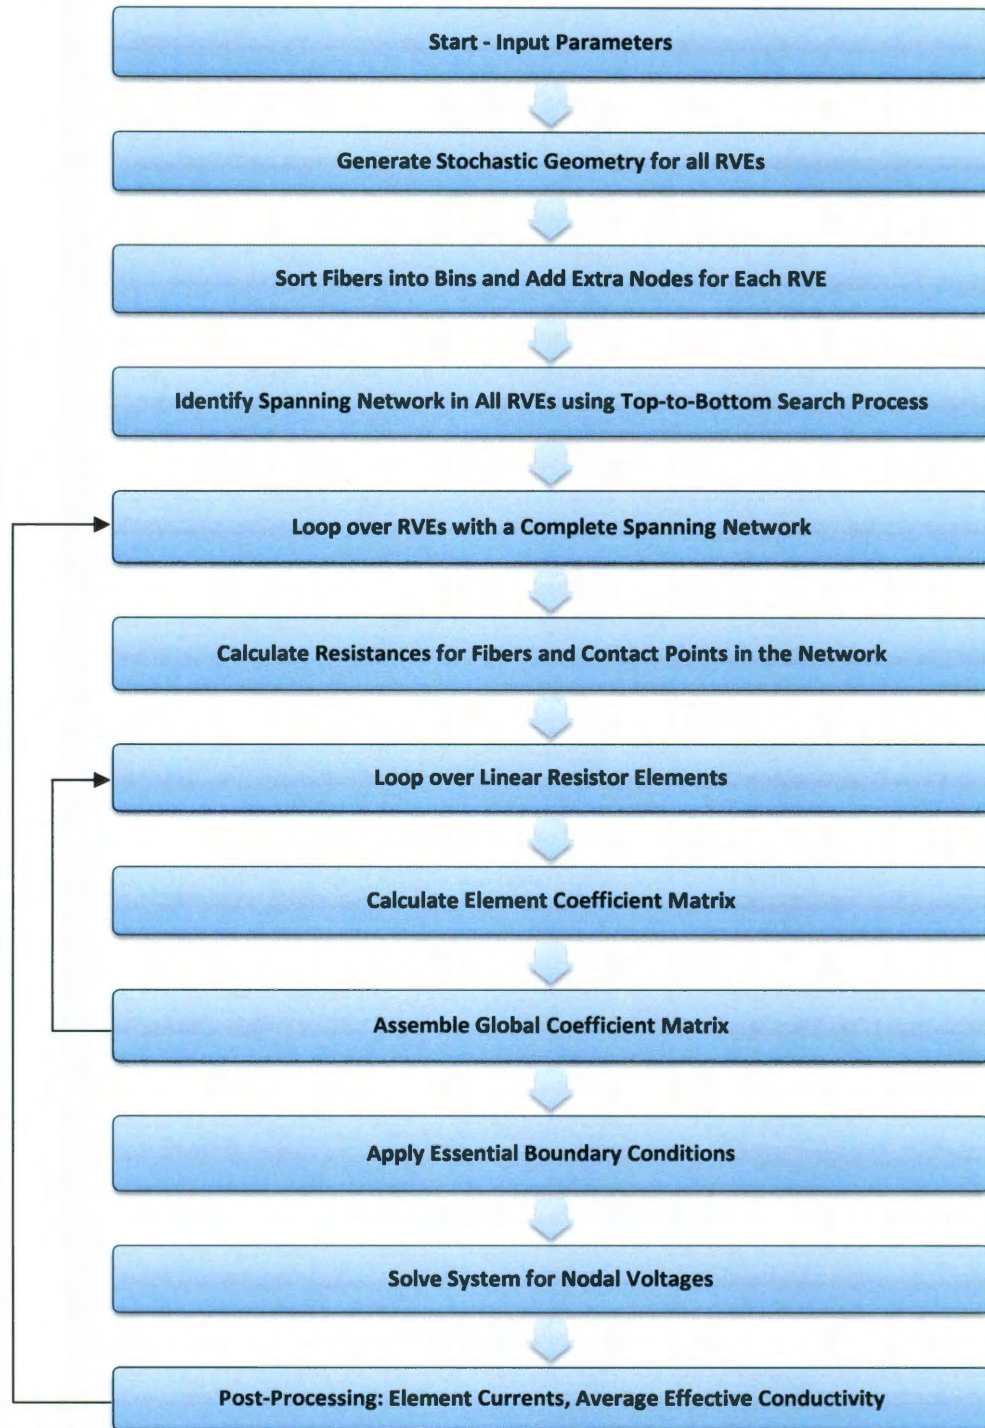 Start - Input Parameters
Generate Stochastic Geometry for all RVEs
Sort Fibers into Bins and Add Extra Nodes for Each RVE
Identify Spanning Network in All RVEs using Top-to-Bottom Search Process
Loop over RVEs with a Complete Spanning Network
Calculate Resistances for Fibers and Contact Points in the Network
Loop over Linear Resistor Elements
Calculate Element Coefficient Matrix
Assemble Global Coefficient Matrix
Apply Essential Boundary Conditions
Solve System for Nodal Voltages
Post-Processing: Element Currents, Average Effective Conductivity